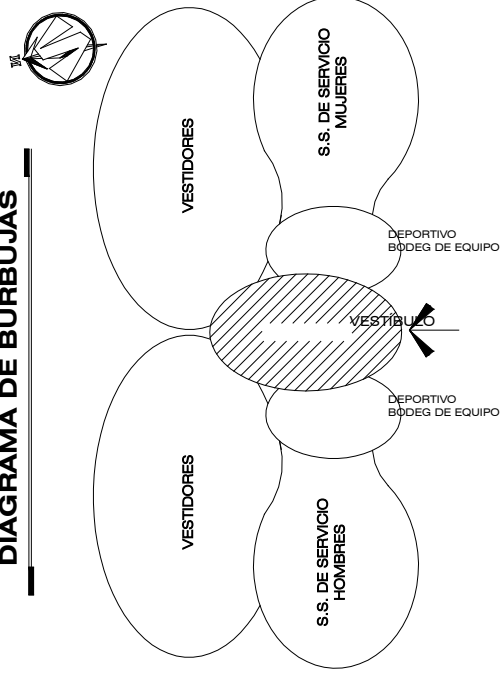 DIAGRAMA DE BURBUJAS
N
VESTIDORES
S.S. DE SERVICIO
MUJERES
DEPORTIVO
BODEG DE EQUIPO
VESTÍBULO
DEPORTIVO
BODEG DE EQUIPO
VESTIDORES
S.S. DE SERVICIO
HOMBRES